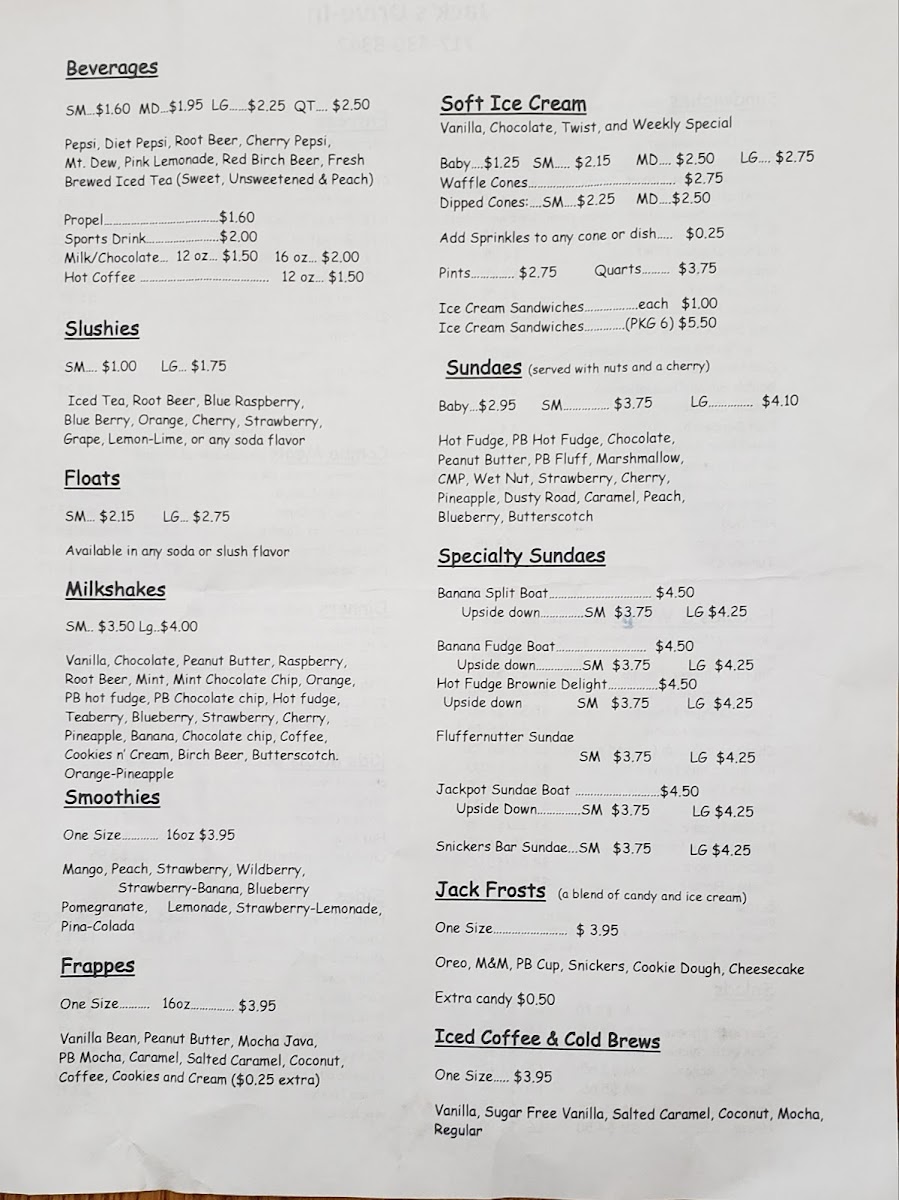 Beverages
SM...$1.60 MD...$1.95 LG......$2.25 QT.... $2.50
Pepsi, Diet Pepsi, Root Beer, Cherry Pepsi,
Mt. Dew, Pink Lemonade, Red Birch Beer, Fresh
Brewed Iced Tea (Sweet, Unsweetened & Peach)
Propel......................................$1.60
Sports Drink........................$2.00
Milk/Chocolate... 12 oz... $1.50 16 oz... $2.00
Hot Coffee ........................................... 12 oz... $1.50
Slushies
SM.... $1.00 LG... $1.75
Iced Tea, Root Beer, Blue Raspberry,
Blue Berry, Orange, Cherry, Strawberry,
Grape, Lemon-Lime, or any soda flavor
Floats
SM... $2.15 LG... $2.75
Available in any soda or slush flavor
Milkshakes
SM.. $3.50 Lg..$4.00
Vanilla, Chocolate, Peanut Butter, Raspberry,
Root Beer, Mint, Mint Chocolate Chip, Orange,
PB hot fudge, PB Chocolate chip, Hot fudge,
Teaberry, Blueberry, Strawberry, Cherry,
Pineapple, Banana, Chocolate chip, Coffee,
Cookies n' Cream, Birch Beer, Butterscotch.
Orange-Pineapple
Smoothies
One Size............ 16oz $3.95
Mango, Peach, Strawberry, Wildberry,
Strawberry-Banana, Blueberry
Pomegranate, Lemonade, Strawberry-Lemonade,
Pina-Colada
Frappes
One Size.......... 16oz............... $3.95
Vanilla Bean, Peanut Butter, Mocha Java,
PB Mocha, Caramel, Salted Caramel, Coconut,
Coffee, Cookies and Cream ($0.25 extra)
Soft Ice Cream
Vanilla, Chocolate, Twist, and Weekly Special
Baby....$1.25 SM..... $2.15 MD.... $2.50 LG.... $2.75
Waffle Cones................................................. $2.75
Dipped Cones:....SM....$2.25 MD....$2.50
Add Sprinkles to any cone or dish..... $0.25
Pints.............. $2.75 Quarts......... $3.75
Ice Cream Sandwiches..................each $1.00
Ice Cream Sandwiches.............(PKG 6) $5.50
Sundaes (served with nuts and a cherry)
Baby...$2.95 SM............... $3.75 LG............... $4.10
Hot Fudge, PB Hot Fudge, Chocolate,
Peanut Butter, PB Fluff, Marshmallow,
CMP, Wet Nut, Strawberry, Cherry,
Pineapple, Dusty Road, Caramel, Peach,
Blueberry, Butterscotch
Specialty Sundaes
Banana Split Boat.................................. $4.50
Upside down..............SM $3.75 LG $4.25
Banana Fudge Boat.............................. $4.50
Upside down...............SM $3.75 LG $4.25
Hot Fudge Brownie Delight................$4.50
Upside down SM $3.75 LG $4.25
Fluffernutter Sundae
SM $3.75 LG $4.25
Jackpot Sundae Boat ............................$4.50
Upside Down..............SM $3.75 LG $4.25
Snickers Bar Sundae...SM $3.75 LG $4.25
Jack Frosts (a blend of candy and ice cream)
One Size........................ $ 3.95
Oreo, M&M, PB Cup, Snickers, Cookie Dough, Cheesecake
Extra candy $0.50
Iced Coffee & Cold Brews
One Size..... $3.95
Vanilla, Sugar Free Vanilla, Salted Caramel, Coconut, Mocha,
Regular